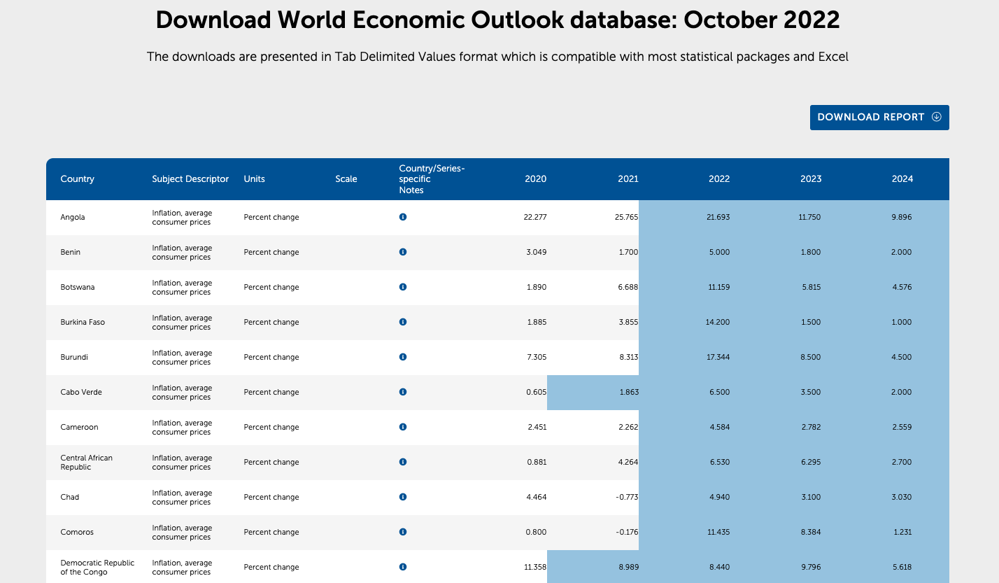 Download World Economic Outlook database: October 2022
The downloads are presented in Tab Delimited Values format which is compatible with most statistical packages and Excel
DOWNLOAD REPORT
Country Subject Descriptor Units Scale Country/Series-
specific
Notes 2020 2021 2022 2023 2024
Angola Inflation, average
consumer prices Percent change 22.277 25.765 21.693 11.750 9.896
Benin Inflation, average
consumer prices Percent change 3.049 1.700 5.000 1.800 2.000
Botswana Inflation, average
consumer prices Percent change 1.890 6.688 11.159 5.815 4.576
Burkina Faso Inflation, average
consumer prices Percent change 1.885 3.855 14.200 1.500 1.000
Burundi Inflation, average
consumer prices Percent change 7.305 8.313 17.344 8.500 4.500
Cabo Verde Inflation, average
consumer prices Percent change 0.605 1.863 6.500 3.500 2.000
Cameroon Inflation, average
consumer prices Percent change 2.451 2.262 4.584 2.782 2.559
Central African
Republic Inflation, average
consumer prices Percent change 0.881 4.264 6.530 6.295 2.700
Chad Inflation, average
consumer prices Percent change 4.464 -0.773 4.940 3.100 3.030
Comoros Inflation, average
consumer prices Percent change 0.800 -0.176 11.435 8.384 1.231
Democratic Republic
of the Congo Inflation, average
consumer prices Percent change 11.358 8.989 8.440 9.796 5.618